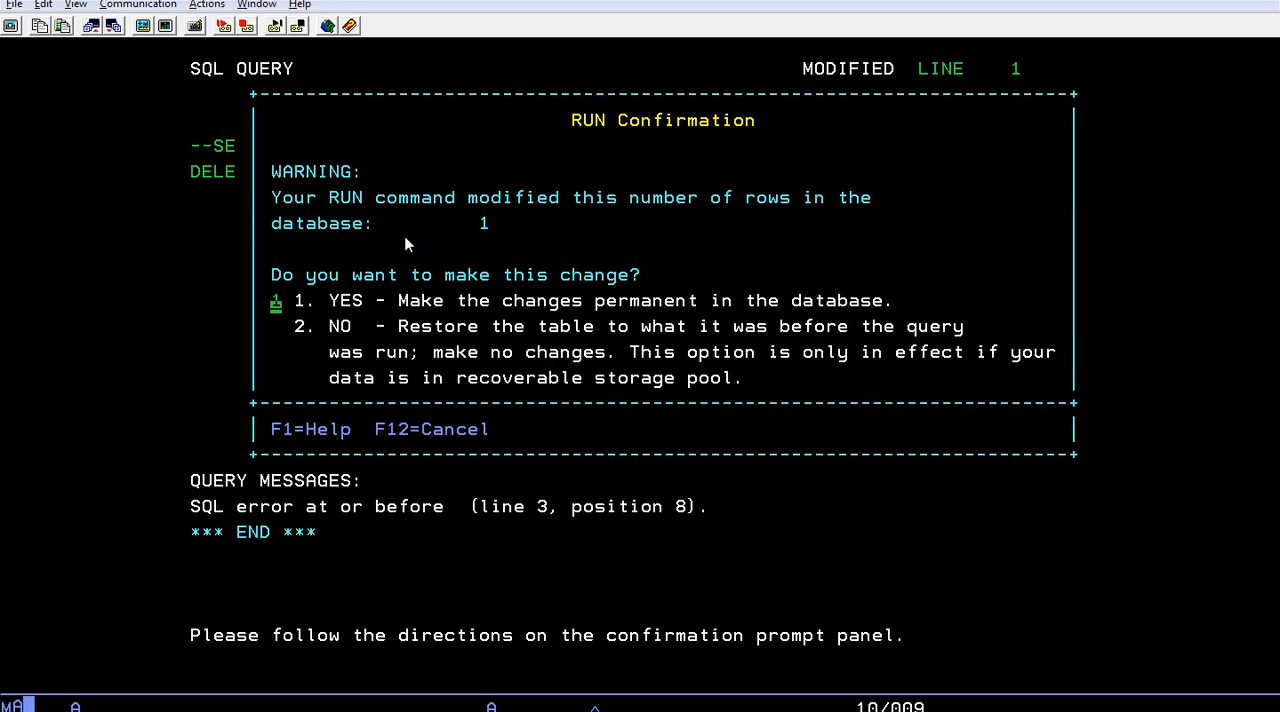 File Edit View Communication Actions Window Help
SQL QUERY MODIFIED LINE 1
RUN Confirmation
--SE
DELE WARNING:
Your RUN command modified this number of rows in the
database: 1
Do you want to make this change?
1 1. YES - Make the changes permanent in the database.
2. NO - Restore the table to what it was before the query
was run; make no changes. This option is only in effect if your
data is in recoverable storage pool.
F1=Help F12=Cancel
QUERY MESSAGES:
SQL error at or before (line 3, position 8).
*** END ***
Please follow the directions on the confirmation prompt panel.
MA A A ^ 10/009